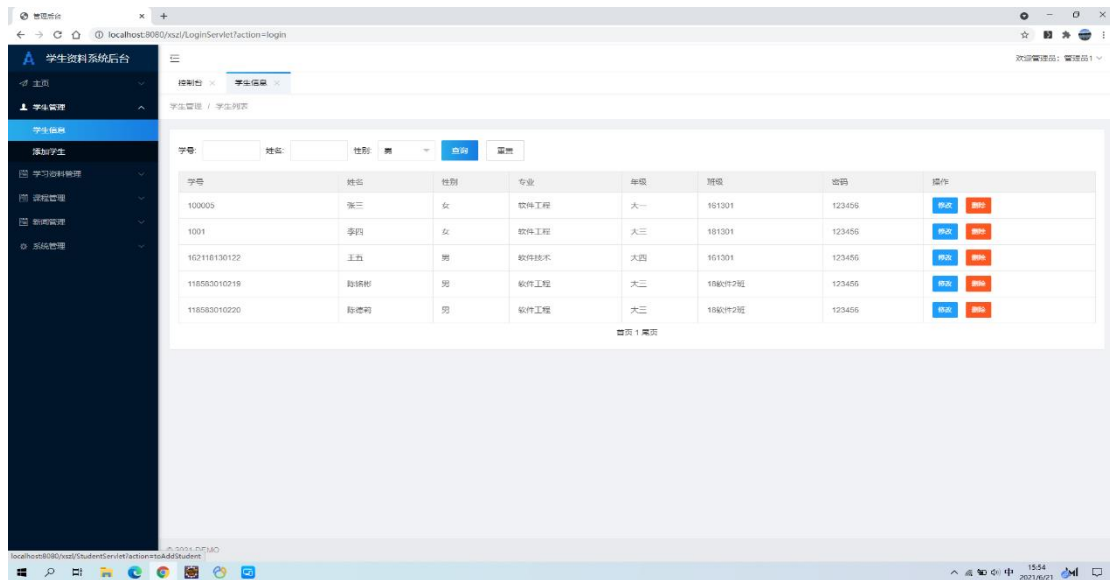 管理后台
localhost:8080/xszl/LoginServlet?action=login
学生资料系统后台
欢迎管理员：管理员1
主页
控制台 学生信息
学生管理
学生管理 / 学生列表
学生信息
添加学生
学号: 姓名: 性别: 男 查询 重置
学习资料管理
课程管理
新闻管理
系统管理
学号 姓名 性别 专业 年级 班级 密码 操作
100005 张三 女 软件工程 大一 161301 123456 修改 删除
1001 李四 女 软件工程 大三 181301 123456 修改 删除
162118130122 王五 男 软件技术 大四 161301 123456 修改 删除
118583010219 男 软件工程 大三 18软件2班 123456 修改 删除
118583010220 男 软件工程 大三 18软件2班 123456 修改 删除
首页 1 尾页
© 2021 DEMO
localhost:8080/xszl/StudentServlet?action=toAddStudent
中
15:54
2021/6/21